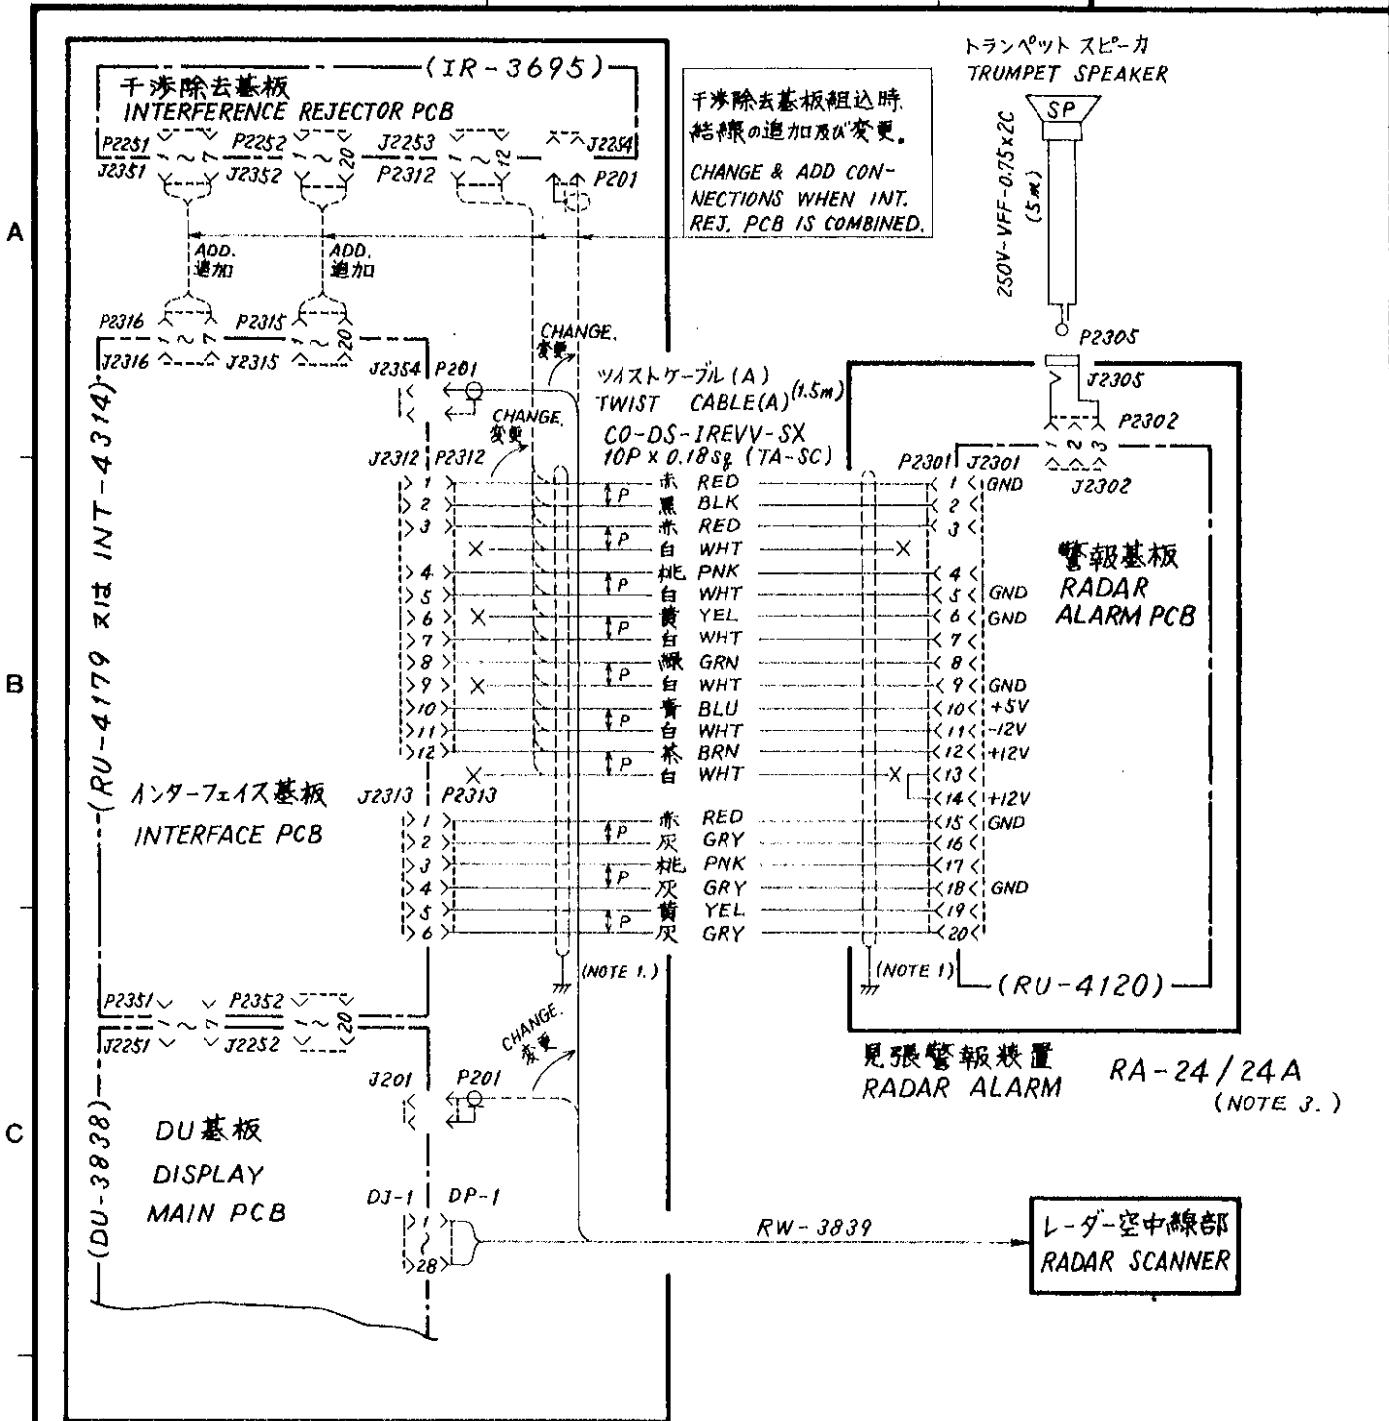 (IR-3695)
干渉除去基板
INTERFERENCE REJECTOR PCB
P2251
1~7
P2252
1~20
J2253
12
J2254
J2351
J2352
P2312
P201
干渉除去基板組込時、
結線の追加及び変更。
CHANGE & ADD CON-
NECTIONS WHEN INT.
REJ. PCB IS COMBINED.
トランペット スピーカ
TRUMPET SPEAKER
SP
250V-VFF-0.75x2C
(5m)
A
ADD.
追加
ADD.
追加
P2316
1~7
P2315
1~20
J2316
J2315
CHANGE.
変更
P2305
J2305
P2302
1 2 3
J2302
J2354 P201
CHANGE.
変更
ツイストケーブル(A)
TWIST CABLE(A) (1.5m)
CO-DS-IREVV-SX
10P x 0.18sq (TA-SC)
(RU-4179 又は INT-4314)
J2312 P2312
P2301 J2301
1 P 赤 RED 1 GND
2 黒 BLK 2
3 P 赤 RED 3
X 白 WHT X
4 P 桃 PNK 4
5 白 WHT 5 GND
6 X P 黄 YEL 6 GND
7 白 WHT 7
8 P 緑 GRN 8
9 X 白 WHT 9 GND
10 P 青 BLU 10 +5V
11 白 WHT 11 -12V
12 P 茶 BRN 12 +12V
X 白 WHT X 13
14 +12V
警報基板
RADAR
ALARM PCB
B
インターフェイス基板
INTERFACE PCB
J2313 P2313
1 P 赤 RED 15 GND
2 灰 GRY 16
3 P 桃 PNK 17
4 灰 GRY 18 GND
5 P 黄 YEL 19
6 灰 GRY 20
(NOTE 1.)
(NOTE 1)
(RU-4120)
P2351
1~7
P2352
1~20
J2251
J2252
CHANGE.
変更
見張警報装置
RADAR ALARM
RA-24/24A
(NOTE 3.)
J201 P201
C
(DU-3838)
DU基板
DISPLAY
MAIN PCB
DJ-1 DP-1
1
~
28
RW-3839
レーダー空中線部
RADAR SCANNER